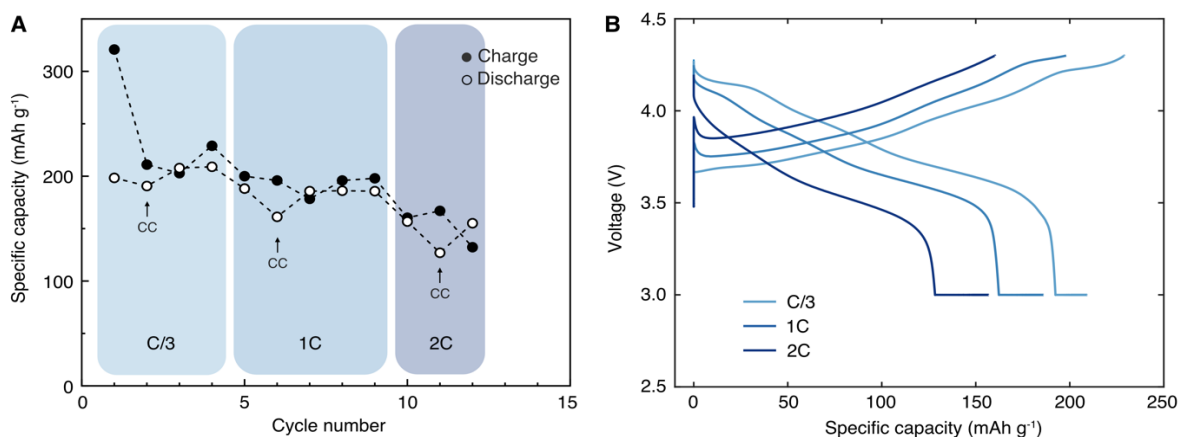 A
Specific capacity (mAh g⁻¹)
300
200
100
0
Charge
Discharge
CC
CC
CC
C/3
1C
2C
0
5
10
15
Cycle number
B
Voltage (V)
4.5
4.0
3.5
3.0
2.5
C/3
1C
2C
0
50
100
150
200
250
Specific capacity (mAh g⁻¹)